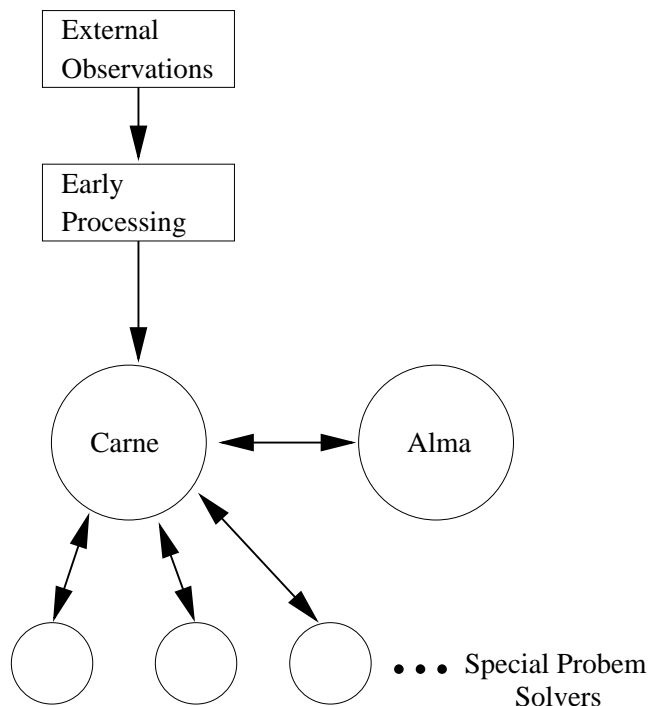 External
Observations
Early
Processing
Carne
Alma
Special Probem
Solvers